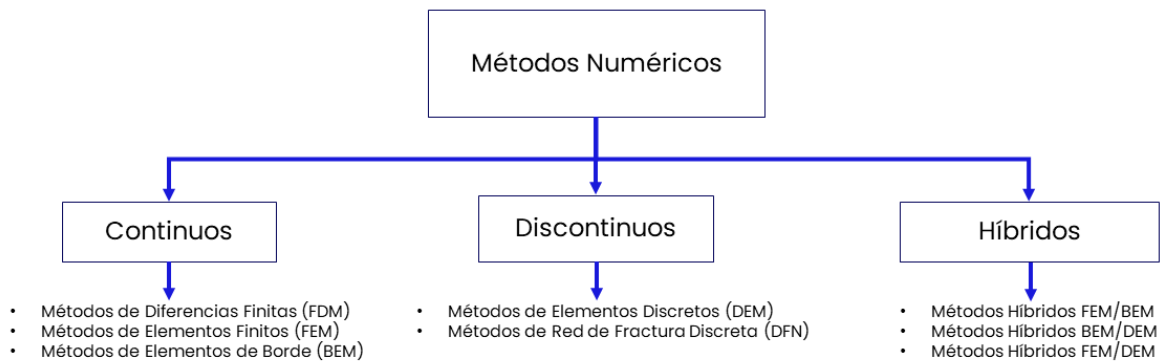 Métodos Numéricos
Continuos
Discontinuos
Híbridos
• Métodos de Diferencias Finitas (FDM)
• Métodos de Elementos Finitos (FEM)
• Métodos de Elementos de Borde (BEM)
• Métodos de Elementos Discretos (DEM)
• Métodos de Red de Fractura Discreta (DFN)
• Métodos Híbridos FEM/BEM
• Métodos Híbridos BEM/DEM
• Métodos Híbridos FEM/DEM